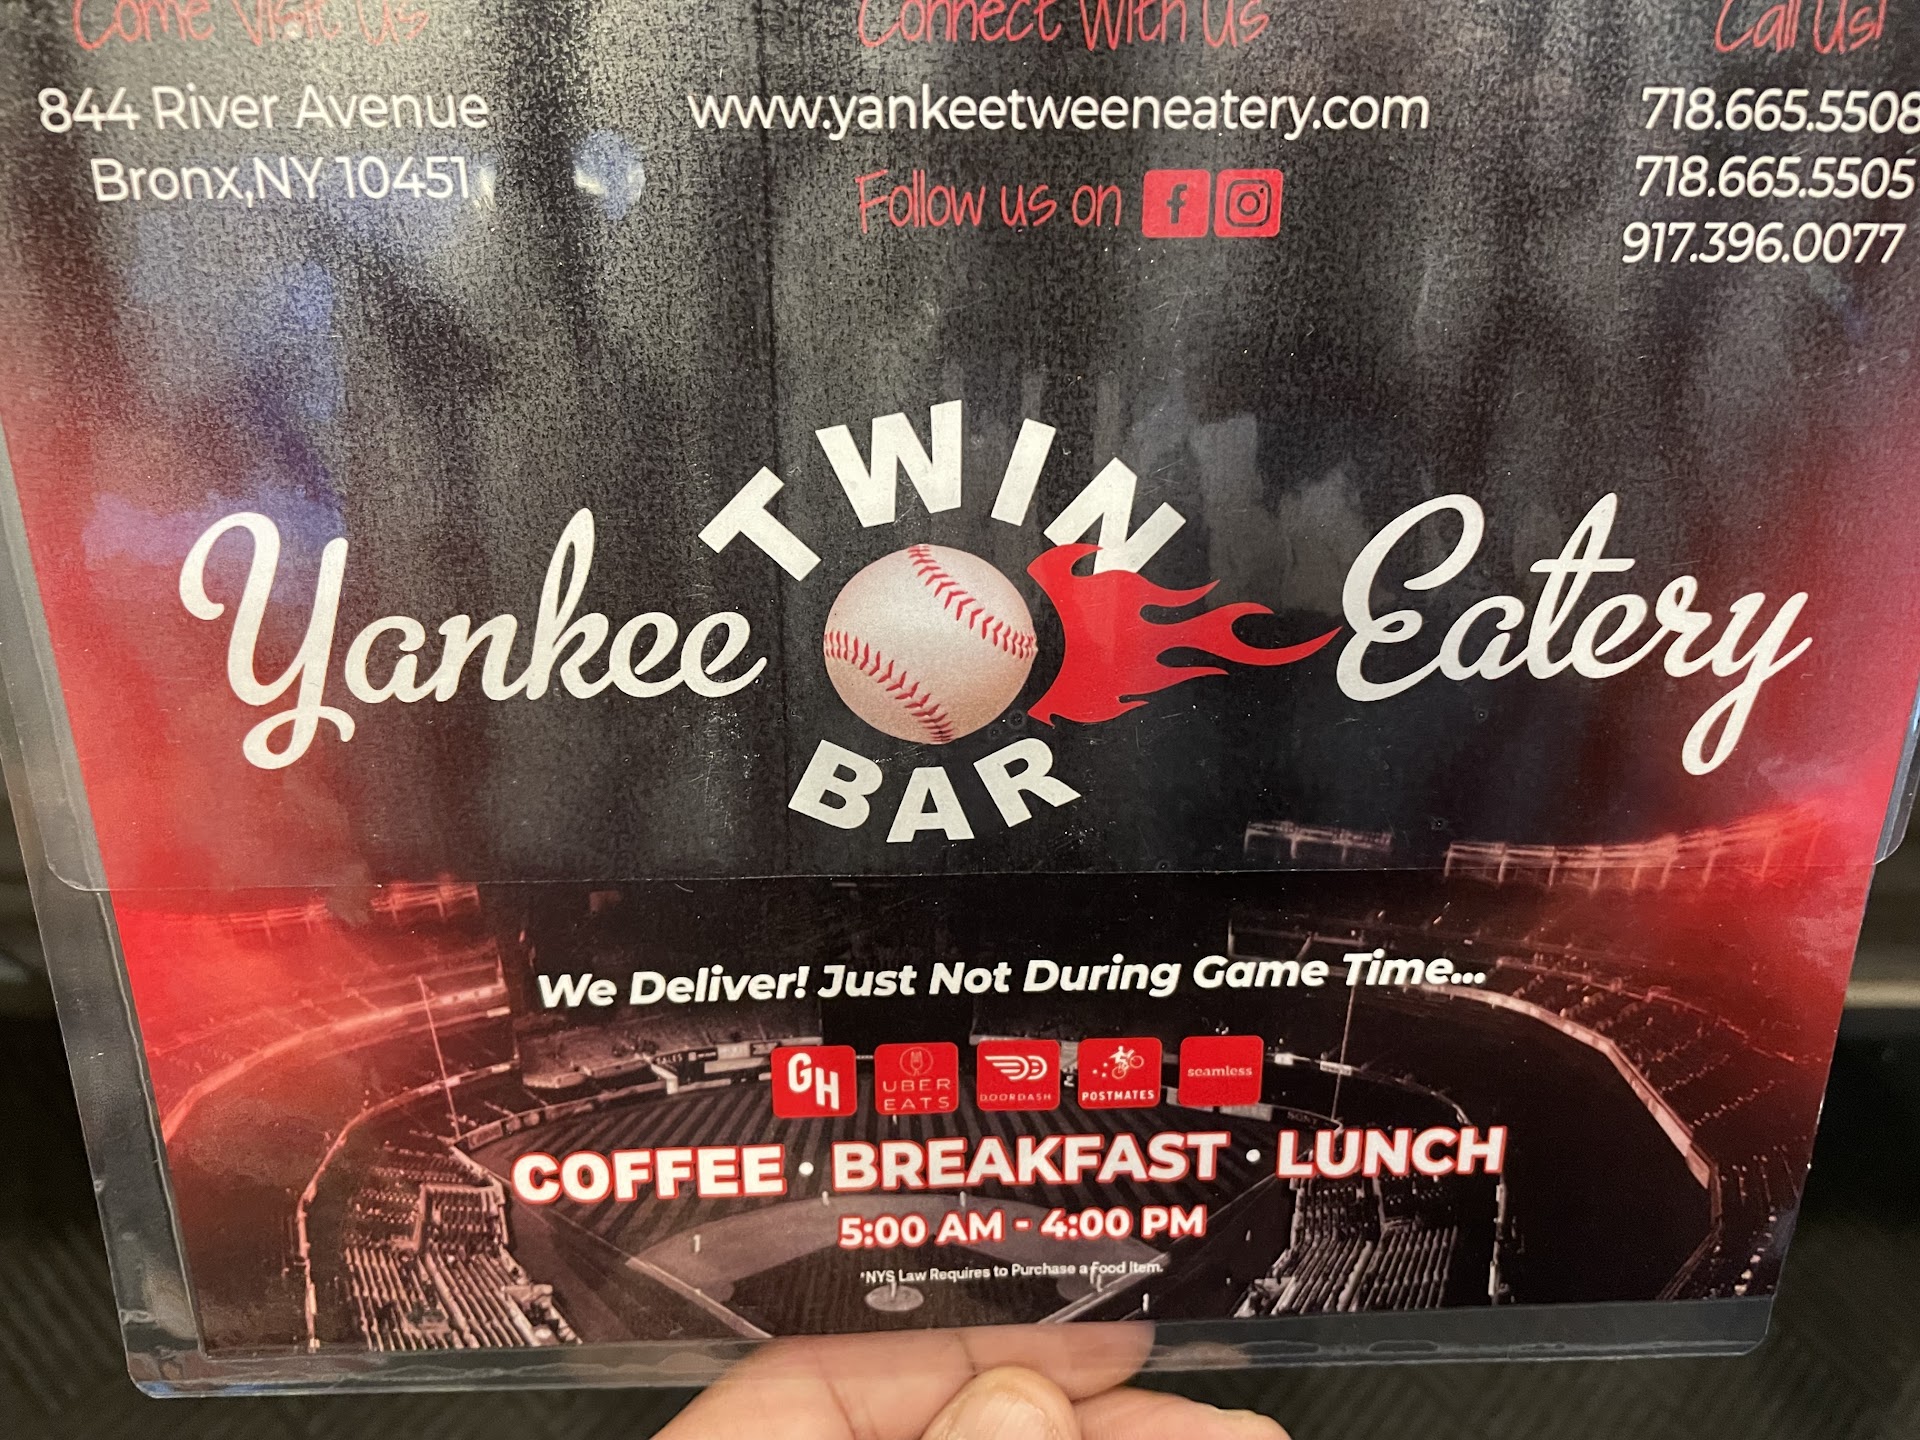 Come Visit Us
844 River Avenue
Bronx,NY 10451
Connect With Us
www.yankeetweeneatery.com
Follow us on
Call Us!
718.665.5508
718.665.5505
917.396.0077
Yankee TWIN BAR Eatery
We Deliver! Just Not During Game Time...
GH
UBER EATS
DOORDASH
POSTMATES
seamless
COFFEE · BREAKFAST · LUNCH
5:00 AM - 4:00 PM
*NYS Law Requires to Purchase a Food Item.